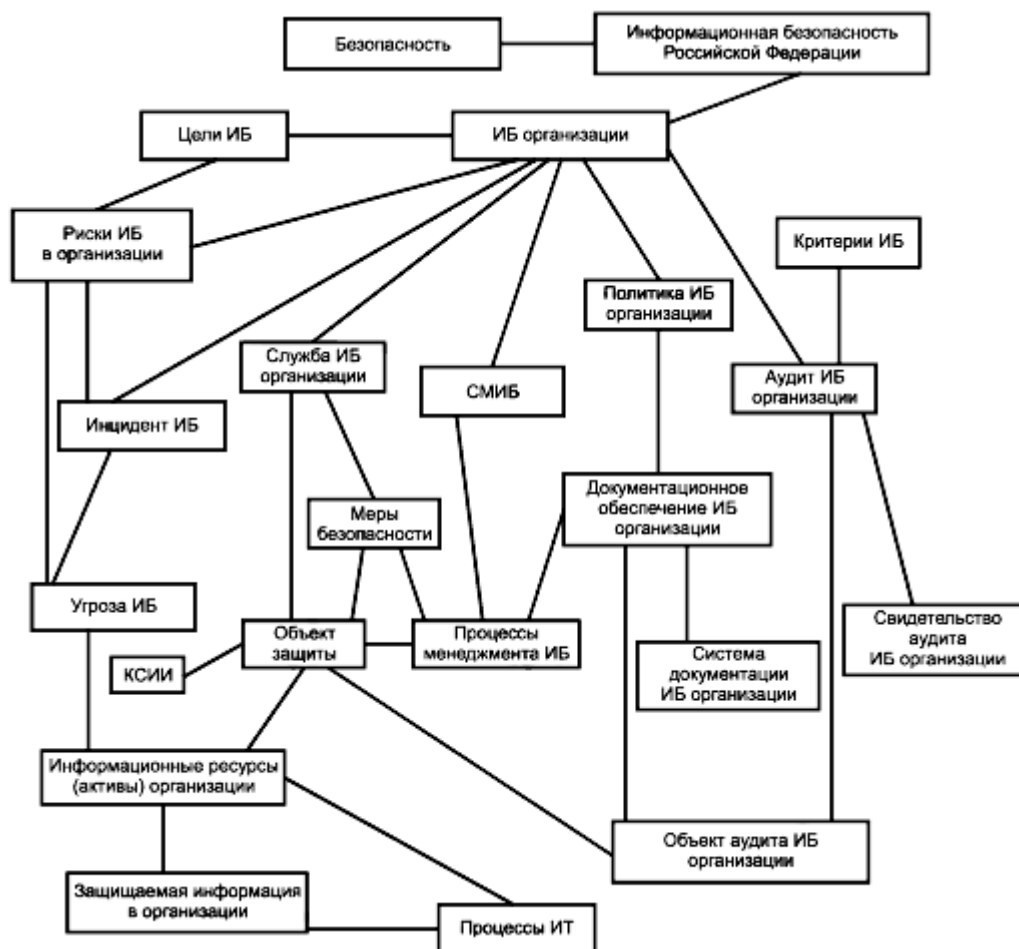 Безопасность
Информационная безопасность
Российской Федерации
Цели ИБ
ИБ организации
Риски ИБ
в организации
Критерии ИБ
Политика ИБ
организации
Служба ИБ
организации
СМИБ
Аудит ИБ
организации
Инцидент ИБ
Меры
безопасности
Документационное
обеспечение ИБ
организации
Угроза ИБ
Объект
защиты
Процессы
менеджмента ИБ
Свидетельство
аудита
ИБ организации
КСИИ
Система
документации
ИБ организации
Информационные ресурсы
(активы) организации
Объект аудита ИБ
организации
Защищаемая информация
в организации
Процессы ИТ